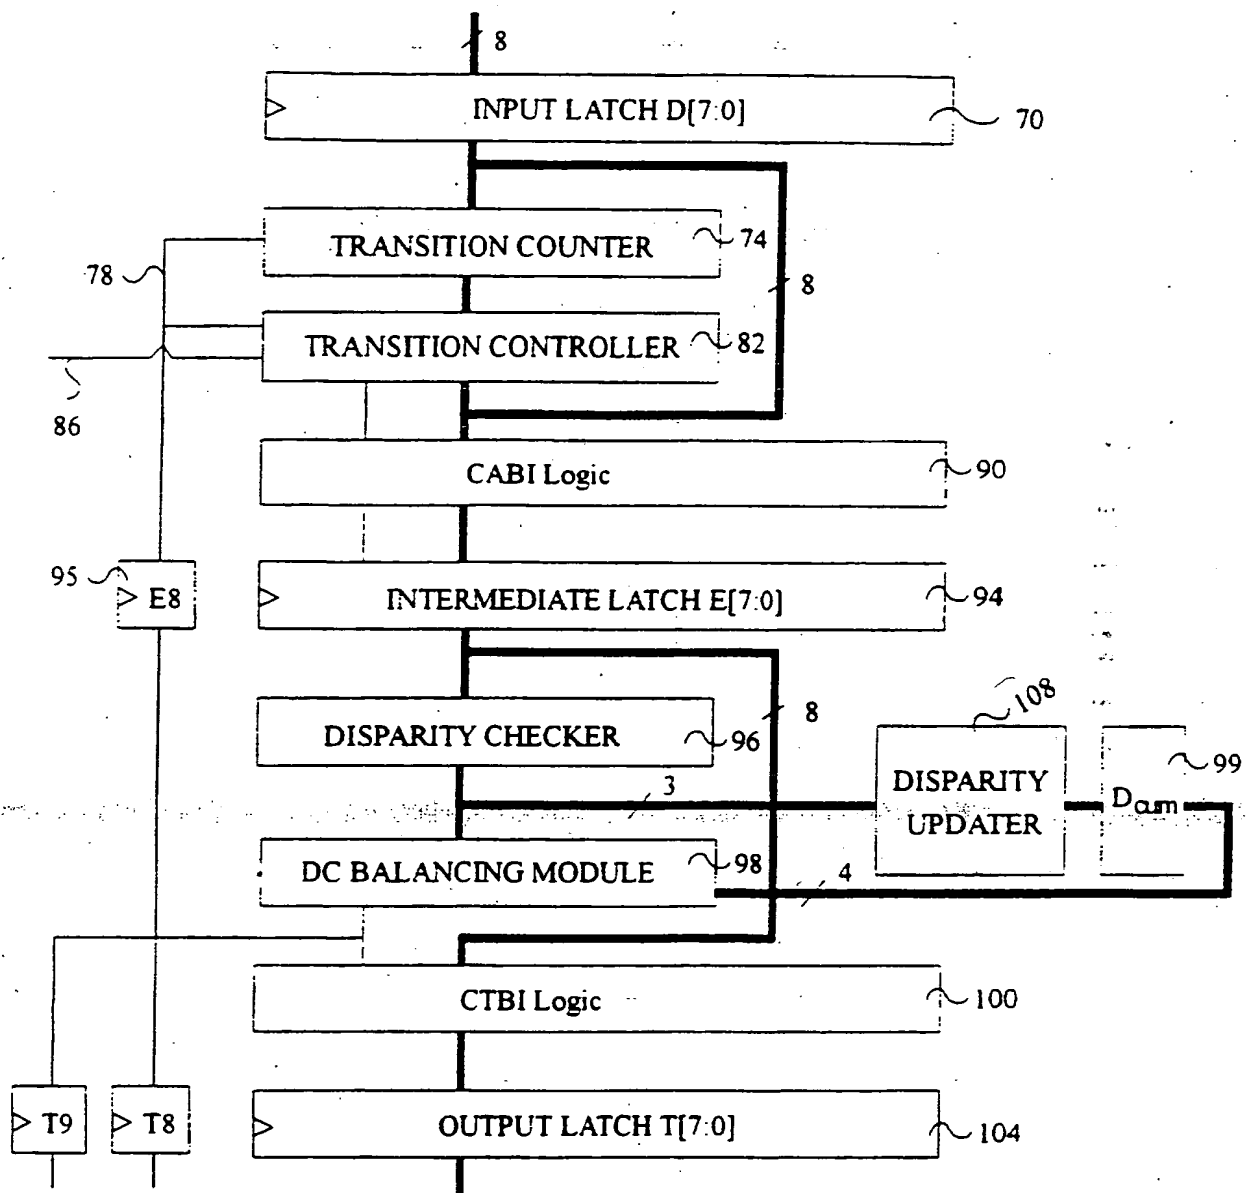 8
INPUT LATCH D[7:0]
70
TRANSITION COUNTER
74
78
8
TRANSITION CONTROLLER
82
86
CABI Logic
90
95
E8
INTERMEDIATE LATCH E[7:0]
94
108
8
DISPARITY CHECKER
96
99
3
DISPARITY
UPDATER
Dcum
DC BALANCING MODULE
98
4
CTBI Logic
100
T9
T8
OUTPUT LATCH T[7:0]
104